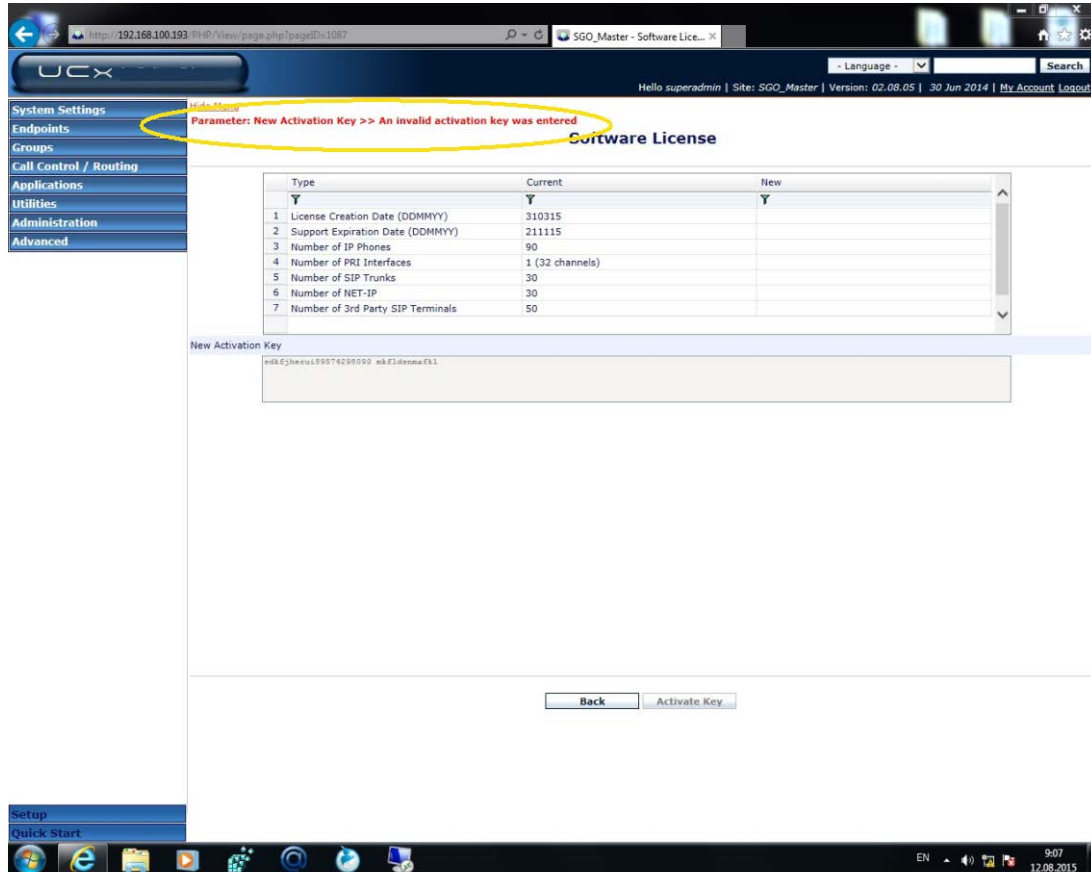 http://192.168.100.193/PHP/View/page.php?pageID=1087
SGO_Master - Software Lice...
UCx
- Language -
Search
Hello superadmin | Site: SGO_Master | Version: 02.08.05 | 30 Jun 2014 | My Account Logout
System Settings
Endpoints
Groups
Call Control / Routing
Applications
Utilities
Administration
Advanced
Hide Menu
Parameter: New Activation Key >> An invalid activation key was entered
Software License
Type Current New
1 License Creation Date (DDMMYY) 310315
2 Support Expiration Date (DDMMYY) 211115
3 Number of IP Phones 90
4 Number of PRI Interfaces 1 (32 channels)
5 Number of SIP Trunks 30
6 Number of NET-IP 30
7 Number of 3rd Party SIP Terminals 50
New Activation Key
Back
Activate Key
Setup
Quick Start
EN
9:07
12.08.2015